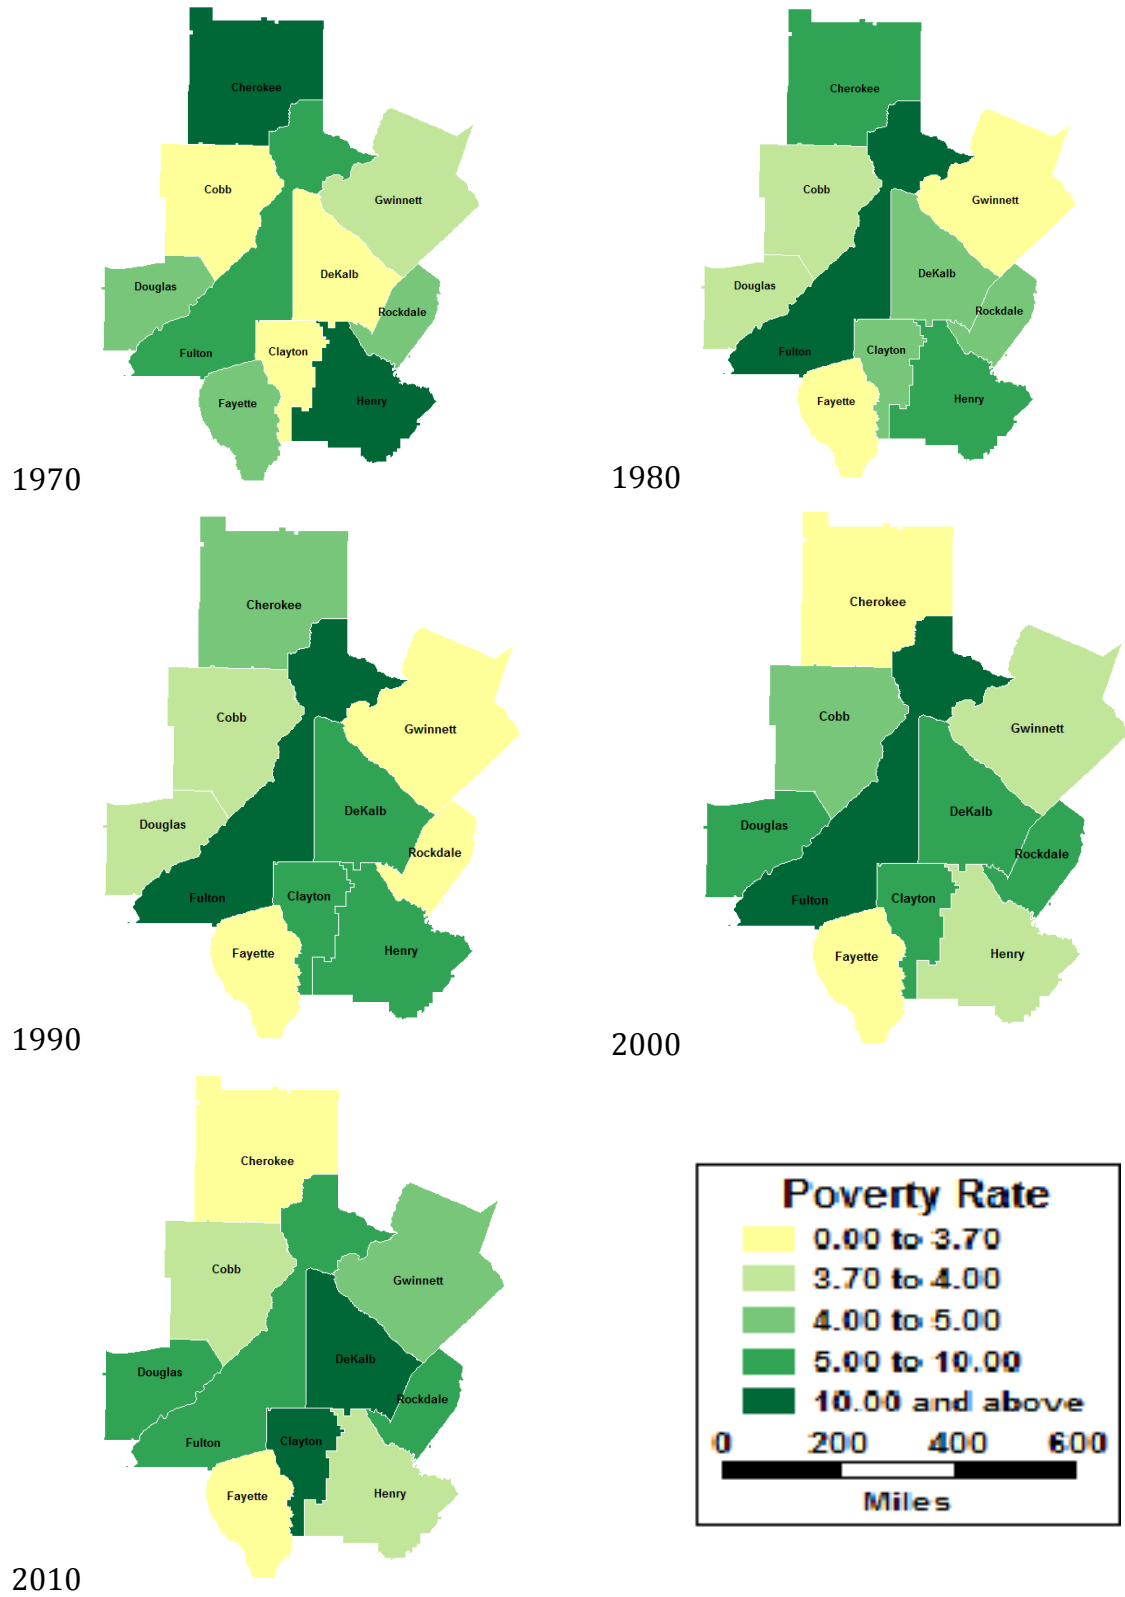 Cherokee
Cobb
Gwinnett
DeKalb
Douglas
Rockdale
Fulton
Clayton
Fayette
Henry
1970
Cherokee
Cobb
Gwinnett
DeKalb
Douglas
Rockdale
Fulton
Clayton
Fayette
Henry
1980
Cherokee
Cobb
Gwinnett
DeKalb
Douglas
Rockdale
Fulton
Clayton
Fayette
Henry
1990
Cherokee
Cobb
Gwinnett
DeKalb
Douglas
Rockdale
Fulton
Clayton
Fayette
Henry
2000
Cherokee
Cobb
Gwinnett
DeKalb
Douglas
Rockdale
Fulton
Clayton
Fayette
Henry
2010
Poverty Rate
0.00 to 3.70
3.70 to 4.00
4.00 to 5.00
5.00 to 10.00
10.00 and above
0 200 400 600
Miles